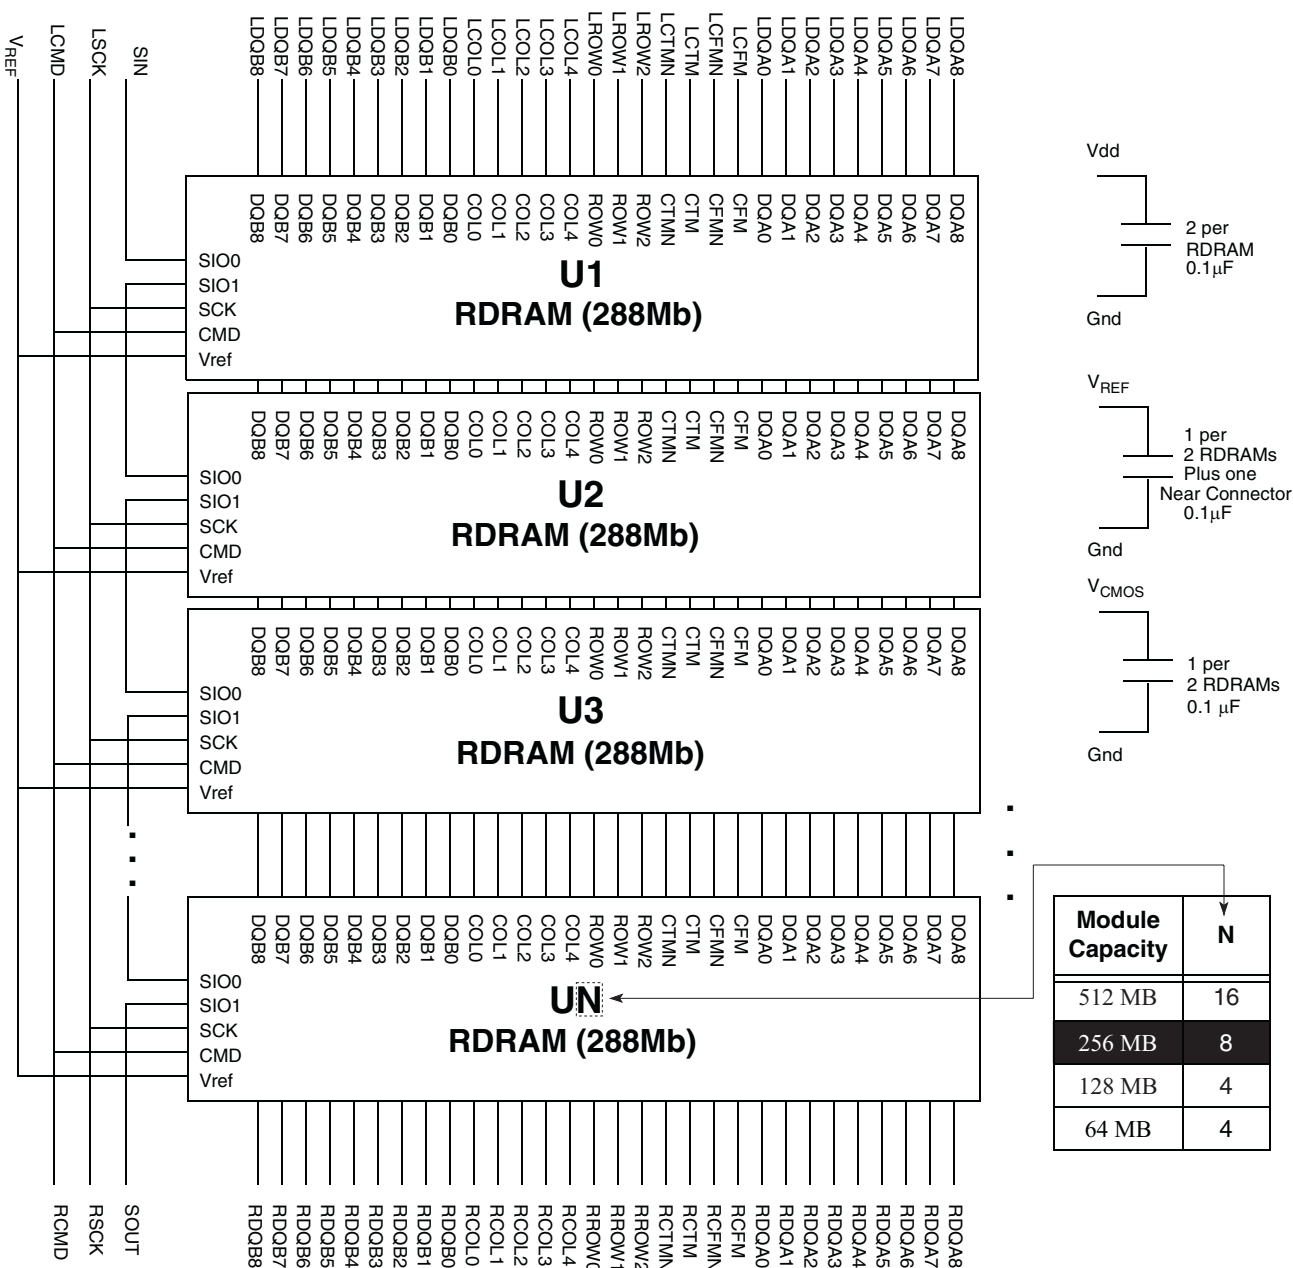 VREF LCMD LSCK SIN LDQB8 LDQB7 LDQB6 LDQB5 LDQB4 LDQB3 LDQB2 LDQB1 LDQB0 LCOL0 LCOL1 LCOL2 LCOL3 LCOL4 LROW0 LROW1 LROW2 LCTMN LCTM LCFMN LCFM LDQA0 LDQA1 LDQA2 LDQA3 LDQA4 LDQA5 LDQA6 LDQA7 LDQA8
DQB8 DQB7 DQB6 DQB5 DQB4 DQB3 DQB2 DQB1 DQB0 COL0 COL1 COL2 COL3 COL4 ROW0 ROW1 ROW2 CTMN CTM CFMN CFM DQA0 DQA1 DQA2 DQA3 DQA4 DQA5 DQA6 DQA7 DQA8
SIO0
SIO1
SCK
CMD
Vref
U1
RDRAM (288Mb)
DQB8 DQB7 DQB6 DQB5 DQB4 DQB3 DQB2 DQB1 DQB0 COL0 COL1 COL2 COL3 COL4 ROW0 ROW1 ROW2 CTMN CTM CFMN CFM DQA0 DQA1 DQA2 DQA3 DQA4 DQA5 DQA6 DQA7 DQA8
SIO0
SIO1
SCK
CMD
Vref
U2
RDRAM (288Mb)
DQB8 DQB7 DQB6 DQB5 DQB4 DQB3 DQB2 DQB1 DQB0 COL0 COL1 COL2 COL3 COL4 ROW0 ROW1 ROW2 CTMN CTM CFMN CFM DQA0 DQA1 DQA2 DQA3 DQA4 DQA5 DQA6 DQA7 DQA8
SIO0
SIO1
SCK
CMD
Vref
U3
RDRAM (288Mb)
DQB8 DQB7 DQB6 DQB5 DQB4 DQB3 DQB2 DQB1 DQB0 COL0 COL1 COL2 COL3 COL4 ROW0 ROW1 ROW2 CTMN CTM CFMN CFM DQA0 DQA1 DQA2 DQA3 DQA4 DQA5 DQA6 DQA7 DQA8
SIO0
SIO1
SCK
CMD
Vref
UN
RDRAM (288Mb)
RCMD RSCK SOUT RDQB8 RDQB7 RDQB6 RDQB5 RDQB4 RDQB3 RDQB2 RDQB1 RDQB0 RCOL0 RCOL1 RCOL2 RCOL3 RCOL4 RROW0 RROW1 RROW2 RCTMN RCTM RCFMN RCFM RDQA0 RDQA1 RDQA2 RDQA3 RDQA4 RDQA5 RDQA6 RDQA7 RDQA8
Vdd
2 per
RDRAM
0.1µF
Gnd
VREF
1 per
2 RDRAMs
Plus one
Near Connector
0.1µF
Gnd
VCMOS
1 per
2 RDRAMs
0.1 µF
Gnd
Module Capacity N
512 MB 16
256 MB 8
128 MB 4
64 MB 4